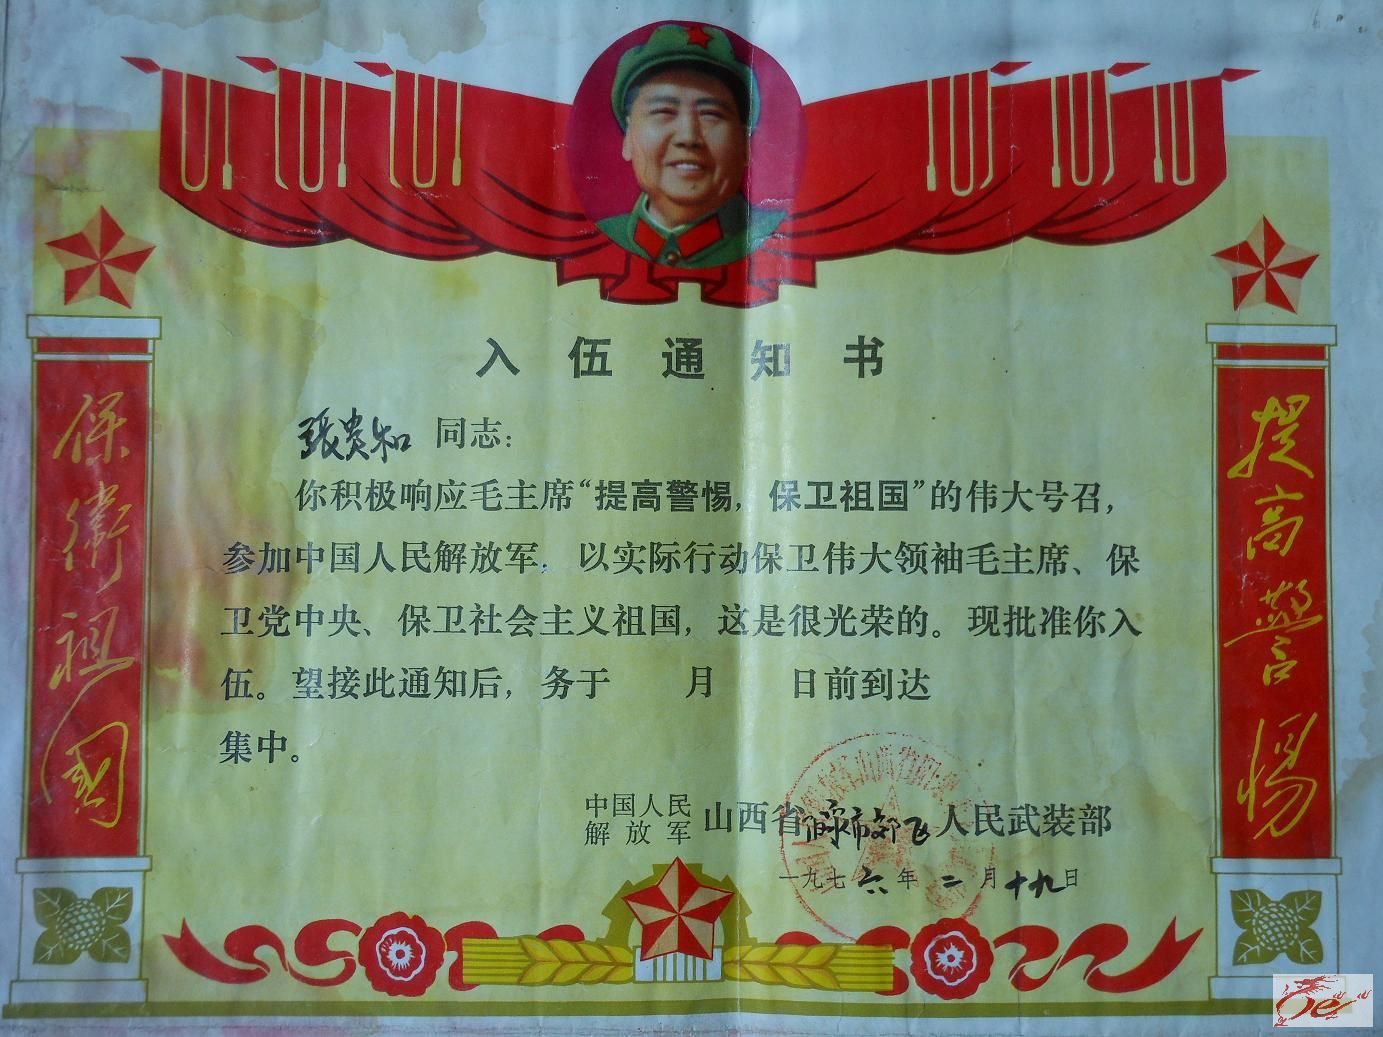 入伍通知书
張贵知 同志：
你积极响应毛主席“提高警惕，保卫祖国”的伟大号召，
参加中国人民解放军，以实际行动保卫伟大领袖毛主席、保
卫党中央、保卫社会主义祖国，这是很光荣的。现批准你入
伍。望接此通知后，务于 月 日前到达
集中。
中国人民
解放军 山西省 人民武装部
一九七六年二月十九日
提高警惕
保衛祖國